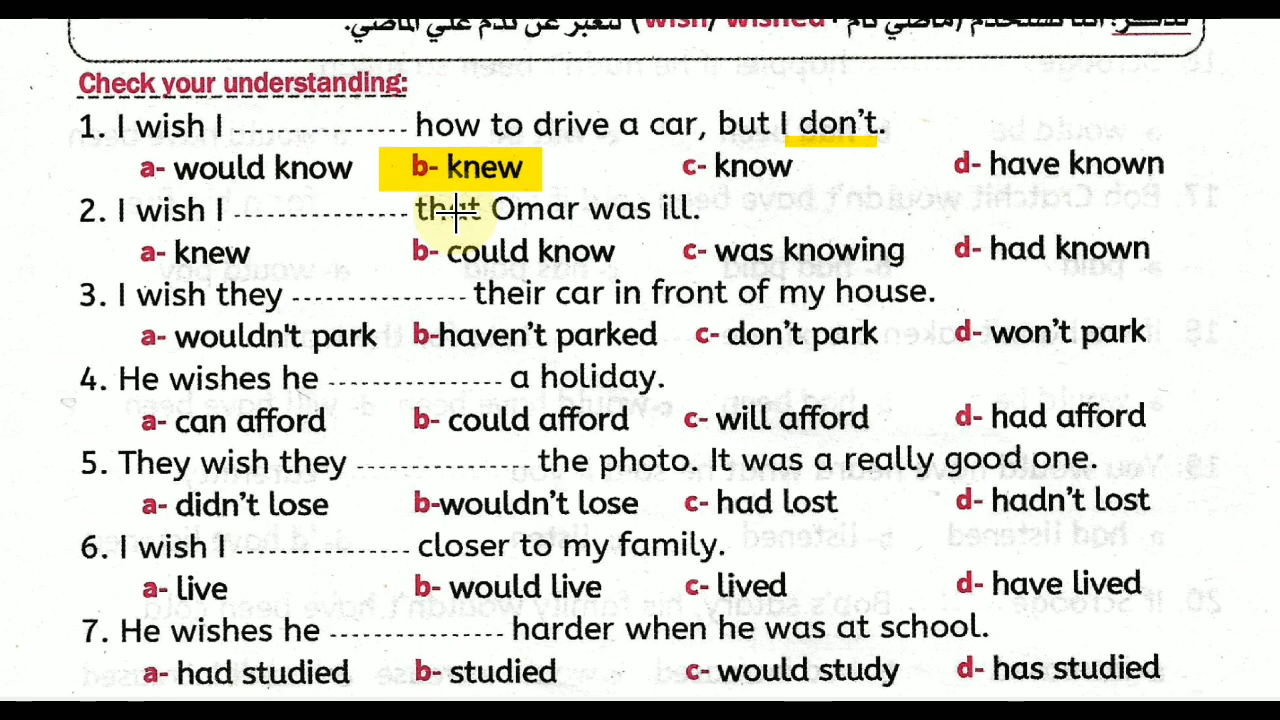 (wish/ wished
Check your understanding:
1. I wish I --------------- how to drive a car, but I don't.
a- would know b- knew c- know d- have known
2. I wish I --------------- that Omar was ill.
a- knew b- could know c- was knowing d- had known
3. I wish they --------------- their car in front of my house.
a- wouldn't park b-haven't parked c- don't park d- won't park
4. He wishes he --------------- a holiday.
a- can afford b- could afford c- will afford d- had afford
5. They wish they --------------- the photo. It was a really good one.
a- didn't lose b-wouldn't lose c- had lost d- hadn't lost
6. I wish I --------------- closer to my family.
a- live b- would live c- lived d- have lived
7. He wishes he --------------- harder when he was at school.
a- had studied b- studied c- would study d- has studied